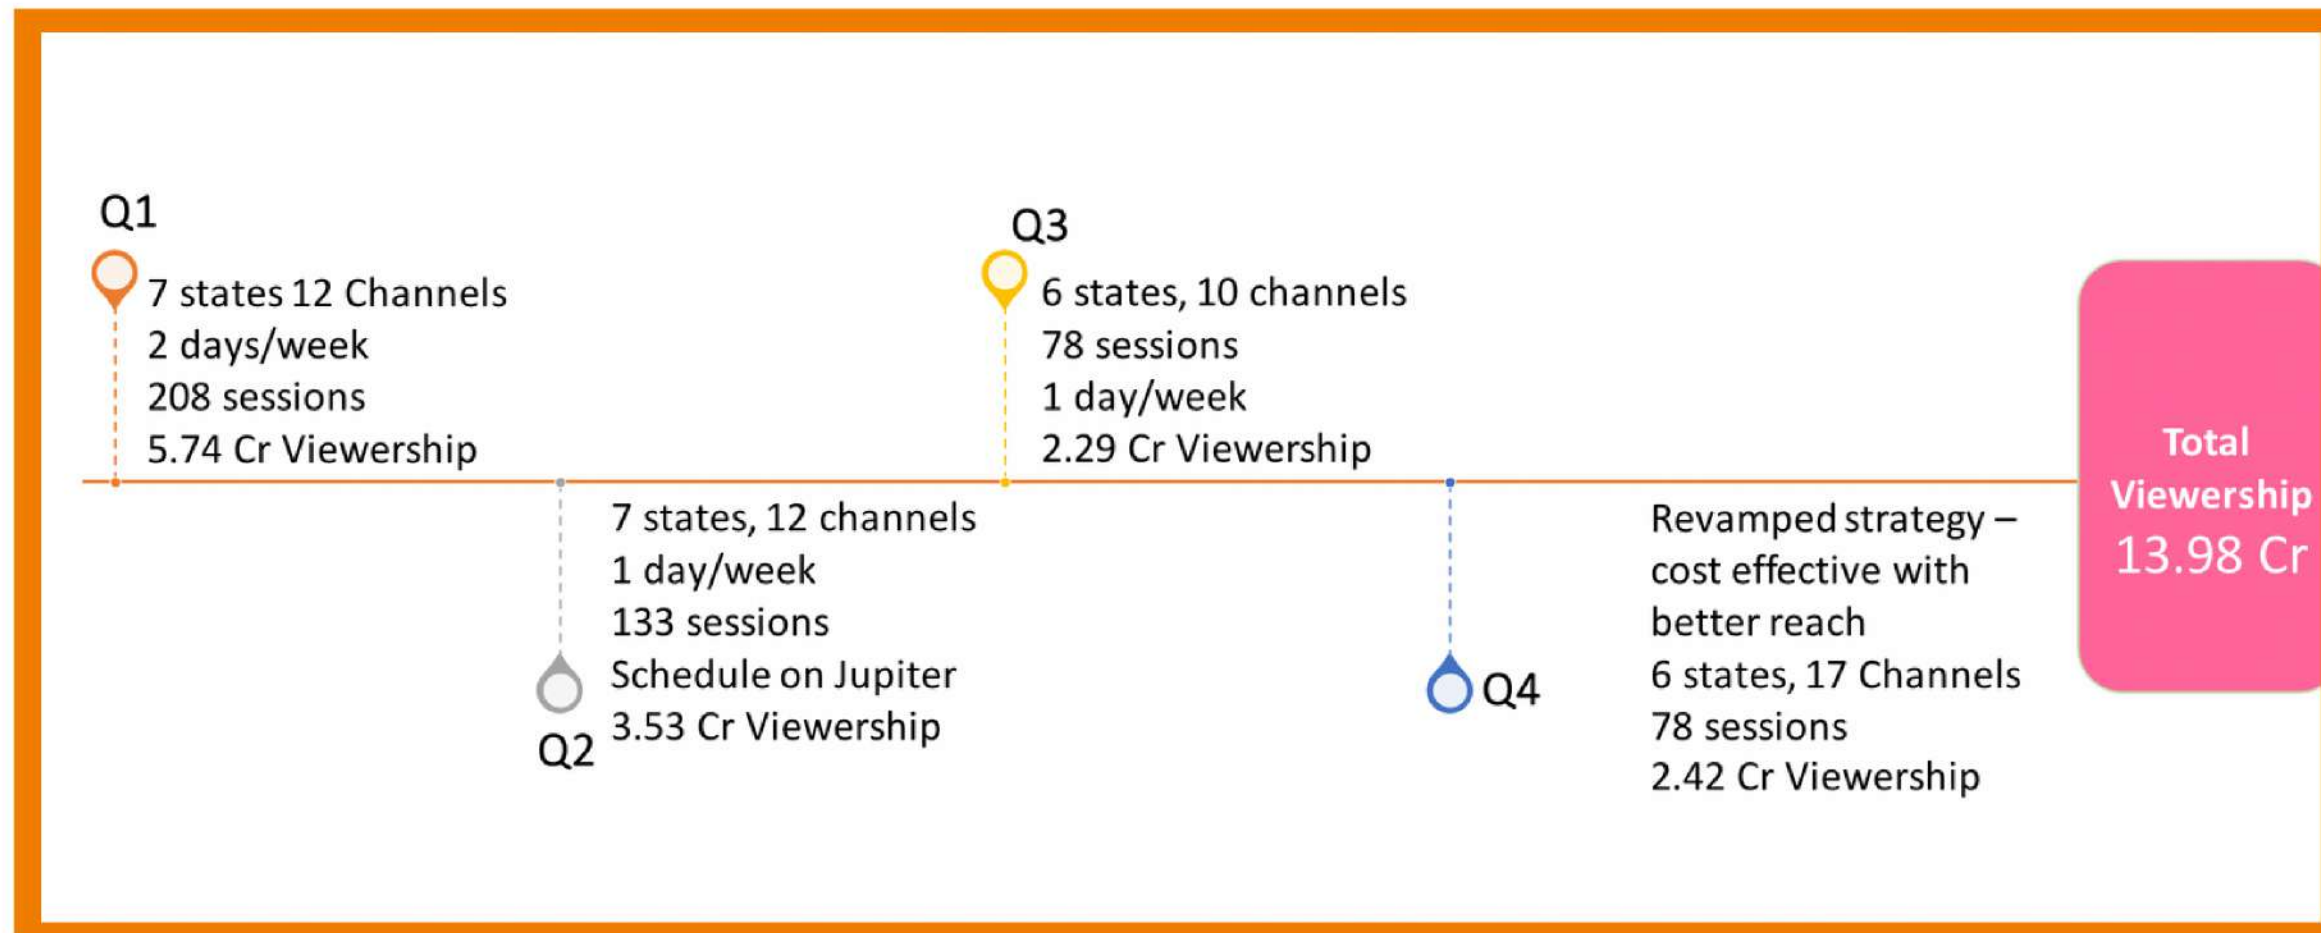 Q1
7 states 12 Channels
2 days/week
208 sessions
5.74 Cr Viewership
Q2
7 states, 12 channels
1 day/week
133 sessions
Schedule on Jupiter
3.53 Cr Viewership
Q3
6 states, 10 channels
78 sessions
1 day/week
2.29 Cr Viewership
Q4
Revamped strategy –
cost effective with
better reach
6 states, 17 Channels
78 sessions
2.42 Cr Viewership
Total
Viewership
13.98 Cr